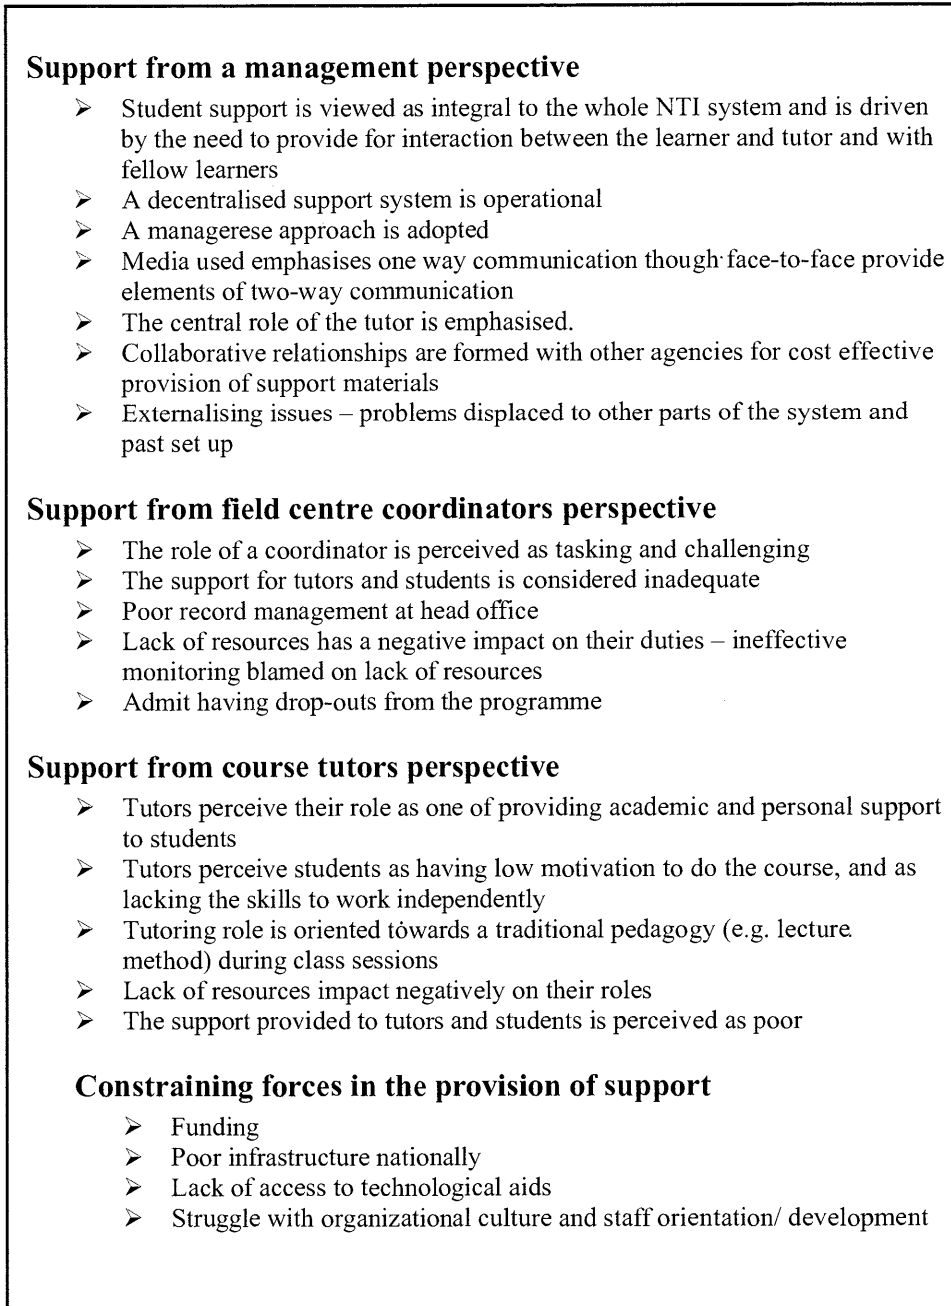 Support from a management perspective
➢ Student support is viewed as integral to the whole NTI system and is driven
by the need to provide for interaction between the learner and tutor and with
fellow learners
➢ A decentralised support system is operational
➢ A managerese approach is adopted
➢ Media used emphasises one way communication though face-to-face provide
elements of two-way communication
➢ The central role of the tutor is emphasised.
➢ Collaborative relationships are formed with other agencies for cost effective
provision of support materials
➢ Externalising issues – problems displaced to other parts of the system and
past set up
Support from field centre coordinators perspective
➢ The role of a coordinator is perceived as tasking and challenging
➢ The support for tutors and students is considered inadequate
➢ Poor record management at head office
➢ Lack of resources has a negative impact on their duties – ineffective
monitoring blamed on lack of resources
➢ Admit having drop-outs from the programme
Support from course tutors perspective
➢ Tutors perceive their role as one of providing academic and personal support
to students
➢ Tutors perceive students as having low motivation to do the course, and as
lacking the skills to work independently
➢ Tutoring role is oriented towards a traditional pedagogy (e.g. lecture
method) during class sessions
➢ Lack of resources impact negatively on their roles
➢ The support provided to tutors and students is perceived as poor
Constraining forces in the provision of support
➢ Funding
➢ Poor infrastructure nationally
➢ Lack of access to technological aids
➢ Struggle with organizational culture and staff orientation/ development